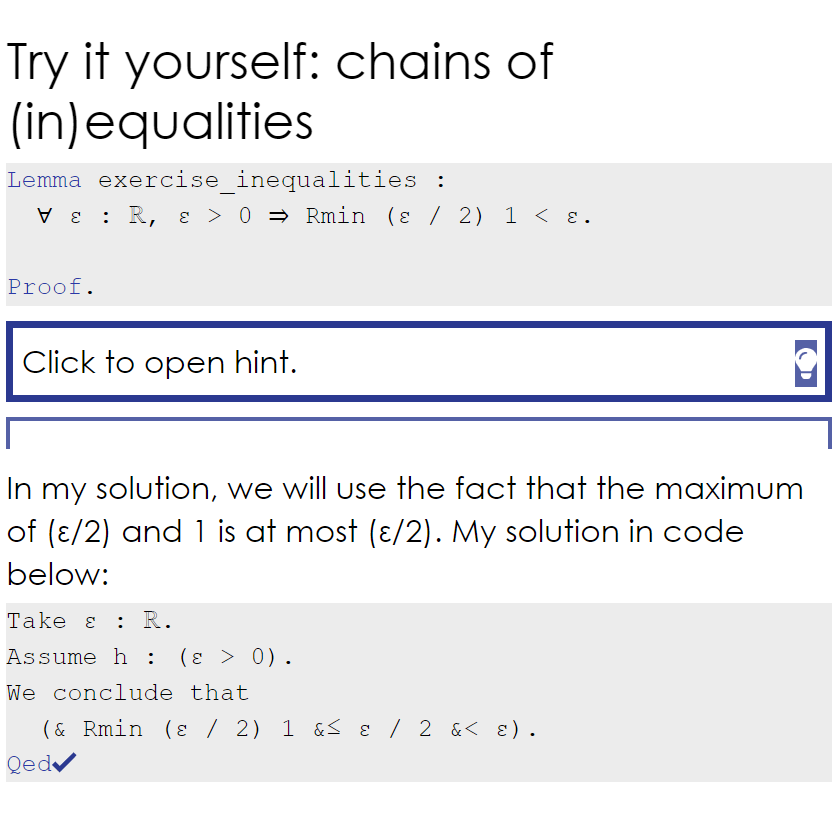 Try it yourself: chains of
(in)equalities
Lemma exercise_inequalities :
∀ ε : ℝ, ε > 0 ⇒ Rmin (ε / 2) 1 < ε.
Proof.
Click to open hint.
In my solution, we will use the fact that the maximum
of (ε/2) and 1 is at most (ε/2). My solution in code
below:
Take ε : ℝ.
Assume h : (ε > 0).
We conclude that
(& Rmin (ε / 2) 1 &≤ ε / 2 &< ε).
Qed✓